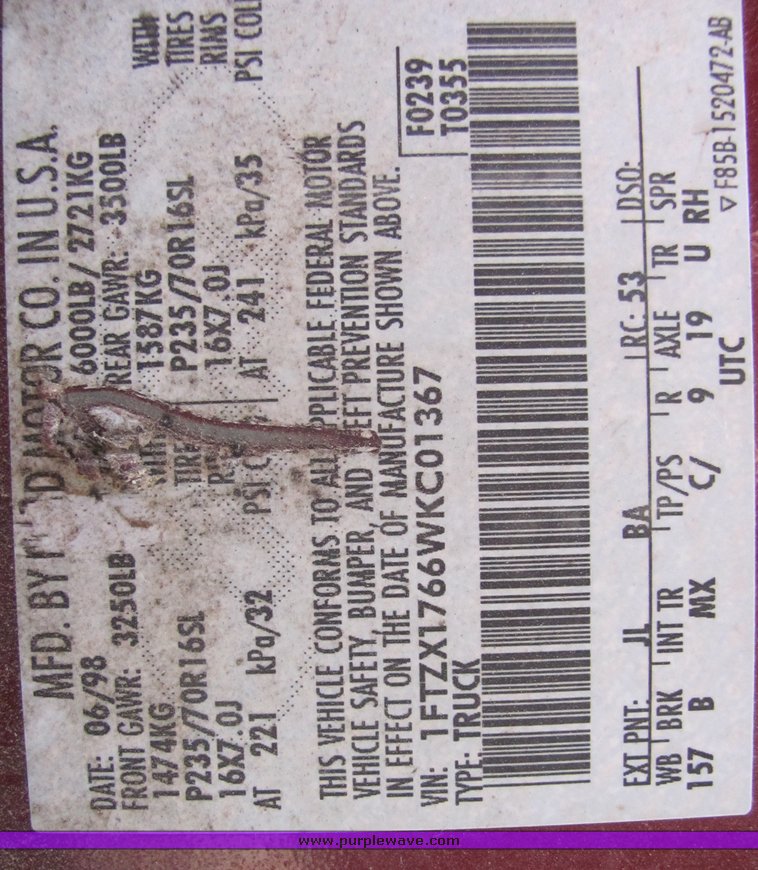 MFD. BY MOTOR CO. IN U.S.A.
DATE: 06/98 6000LB/ 2721KG
FRONT GAWR: 3250LB REAR GAWR: 3500LB
1474KG 1587KG WITH
P235/70R16SL P235/70R16SL TIRES
16X7.0J 16X7.0J RIMS
AT 221 kPa/32 PSI AT 241 kPa/35 PSI COLD
THIS VEHICLE CONFORMS TO ALL APPLICABLE FEDERAL MOTOR
VEHICLE SAFETY, BUMPER, AND THEFT PREVENTION STANDARDS
IN EFFECT ON THE DATE OF MANUFACTURE SHOWN ABOVE.
VIN: 1FTZX1766WKC01367
TYPE: TRUCK
F0239
T0355
EXT PNT: JL BA RC: 53 DSO:
WB BRK INT TR TP/PS R AXLE TR SPR
157 B MX C/ 9 19 U RH
UTC
▽ F85B-1520472-AB
www.purplewave.com